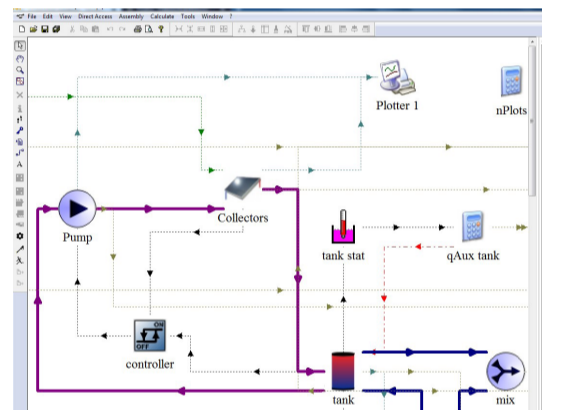 File Edit View Direct Access Assembly Calculate Tools Window ?
Plotter 1
nPlots
Collectors
Pump
tank stat
qAux tank
ON
OFF
controller
tank
mix